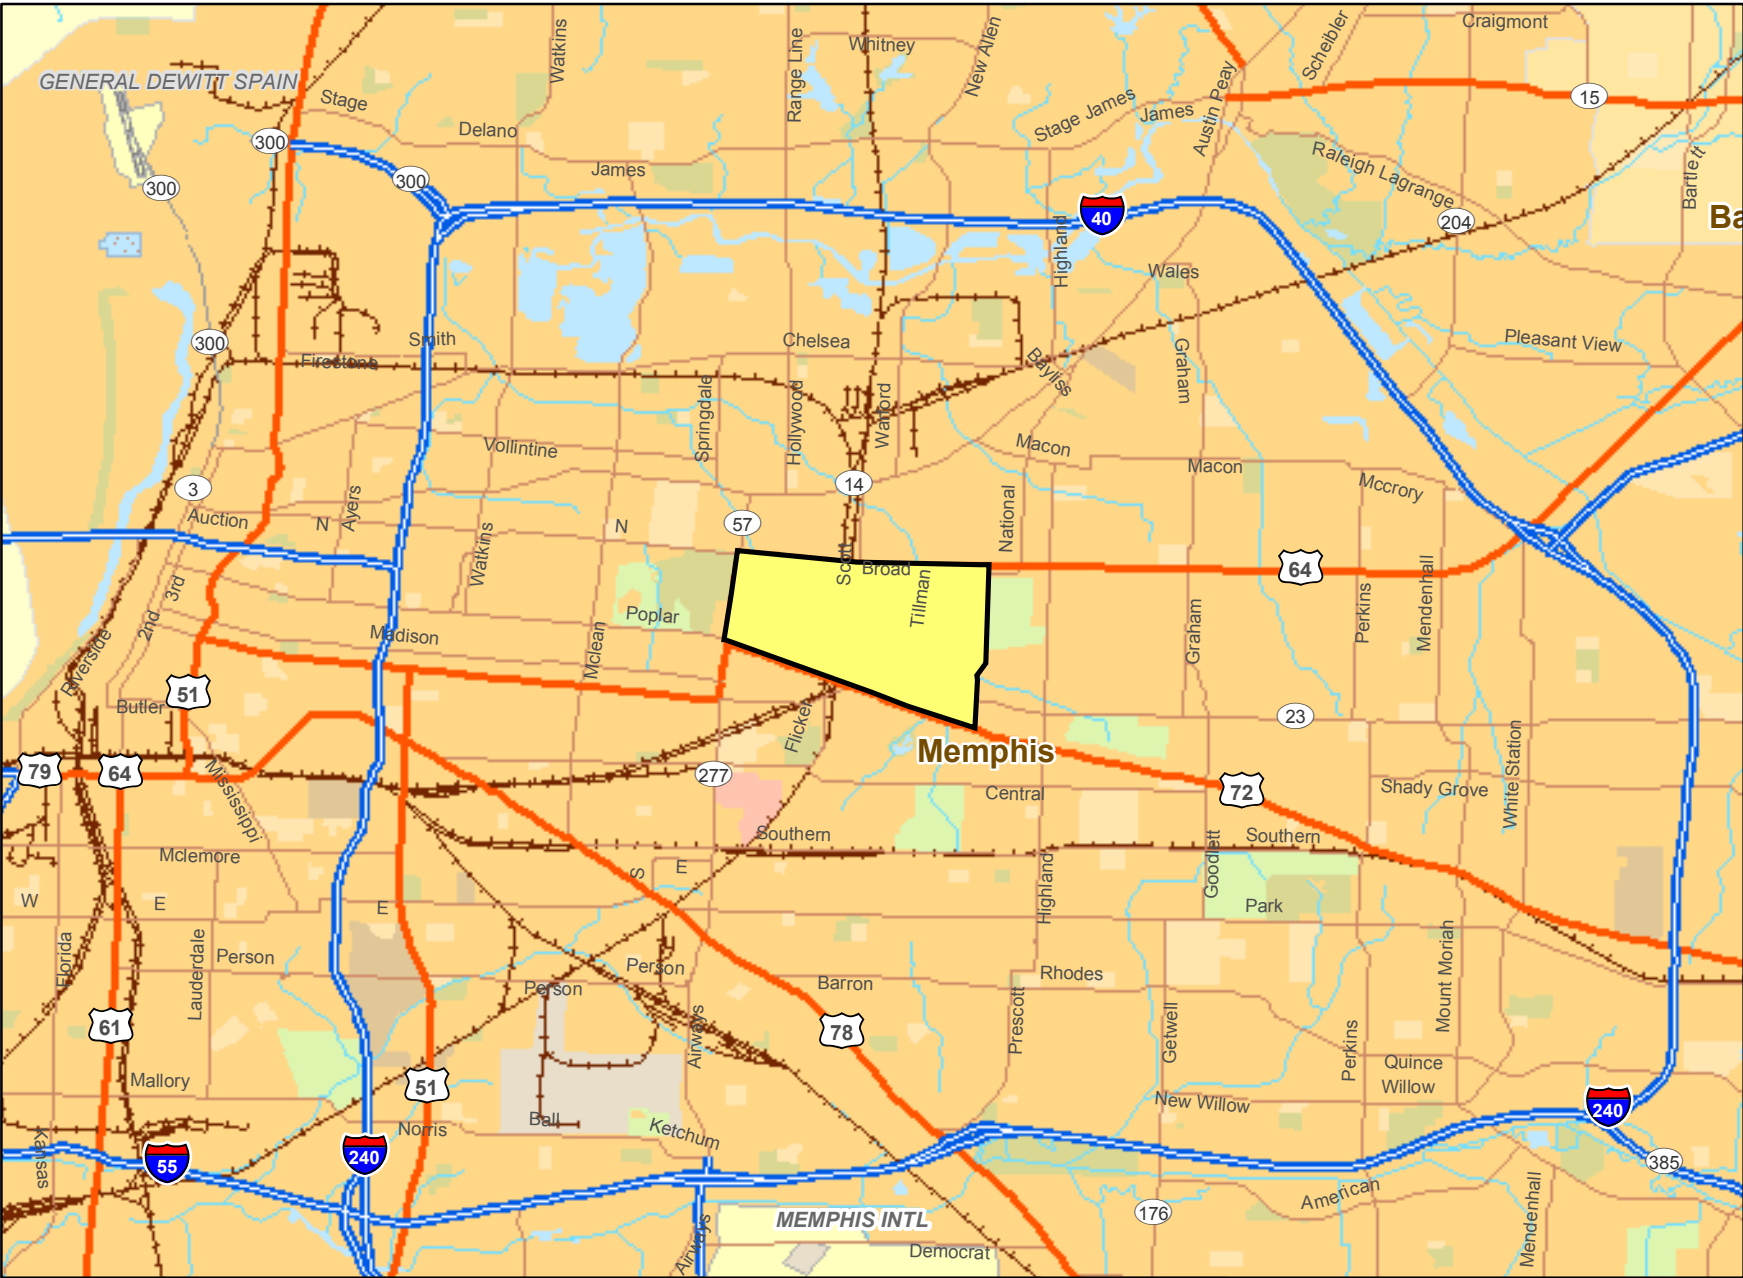 Watkins
Range Line
Whitney
New Allen
Scheibler
Craigmont
GENERAL DEWITT SPAIN
Stage
Delano
Stage James
James
Austin Peay
15
300
300
300
James
Raleigh Lagrange
Bartlett
204
40
Ba
Highland
Wales
300
Smith
Firestone
Chelsea
Bayliss
Graham
Pleasant View
Springdale
Hollywood
Warford
Vollintine
Macon
Macon
Mccrory
3
Auction
N
Ayers
Watkins
N
57
14
National
Scott
Broad
Tillman
64
Perkins
Mendenhall
3rd
2nd
Riverside
Madison
Mclean
Poplar
Graham
51
Butler
Flicker
23
White Station
Memphis
79
64
Mississippi
277
Central
72
Shady Grove
Mclemore
Southern
Southern
Goodlett
W
E
E
S
E
Highland
Park
Florida
Lauderdale
Person
Person
Person
Barron
Rhodes
Mount Moriah
61
Airways
78
Prescott
Getwell
Perkins
Quince
Willow
Mallory
51
New Willow
240
Kansas
55
240
Norris
Ball
Ketchum
385
American
Mendenhall
176
Airways
MEMPHIS INTL
Democrat